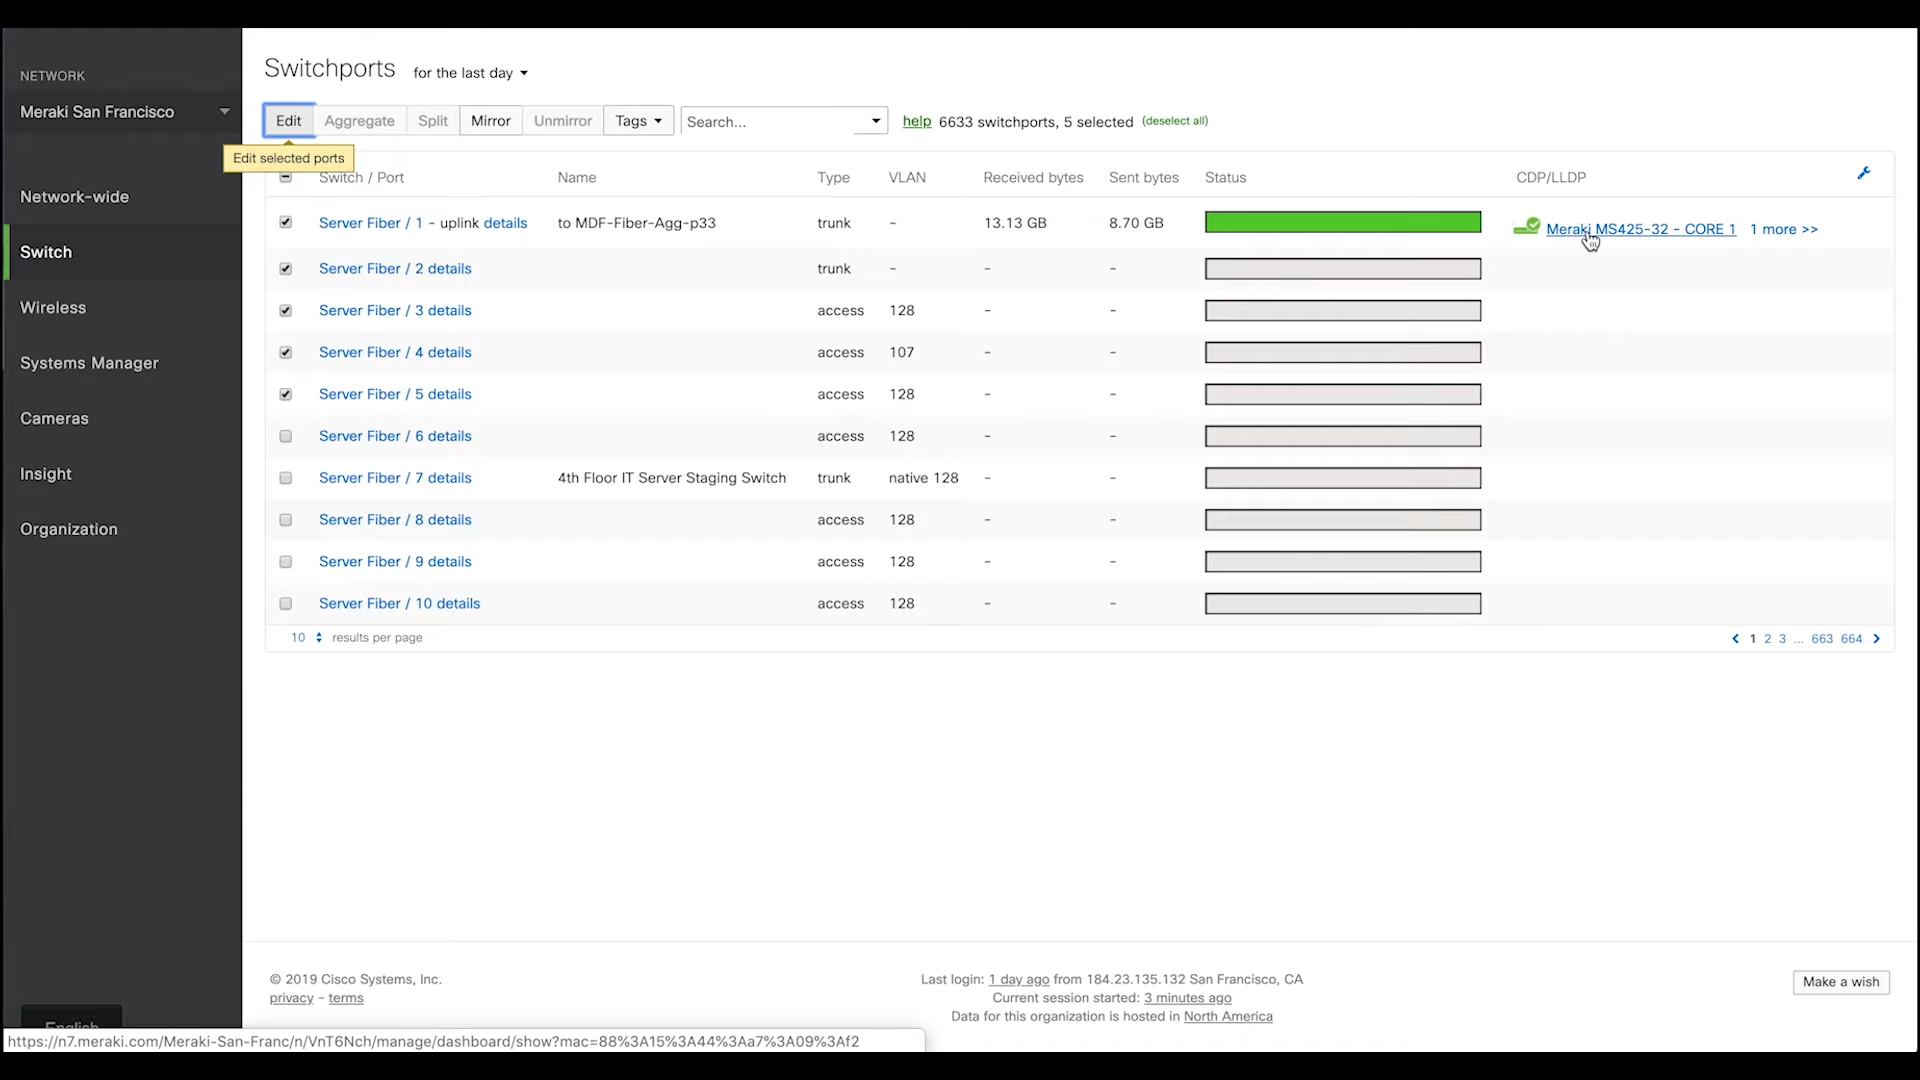 NETWORK
Meraki San Francisco
Network-wide
Switch
Wireless
Systems Manager
Cameras
Insight
Organization
English
Switchports for the last day
Edit Aggregate Split Mirror Unmirror Tags Search... help 6633 switchports, 5 selected (deselect all)
Edit selected ports
Switch / Port Name Type VLAN Received bytes Sent bytes Status CDP/LLDP
Server Fiber / 1 - uplink details to MDF-Fiber-Agg-p33 trunk - 13.13 GB 8.70 GB Meraki MS425-32 - CORE 1 1 more >>
Server Fiber / 2 details trunk - - -
Server Fiber / 3 details access 128 - -
Server Fiber / 4 details access 107 - -
Server Fiber / 5 details access 128 - -
Server Fiber / 6 details access 128 - -
Server Fiber / 7 details 4th Floor IT Server Staging Switch trunk native 128 - -
Server Fiber / 8 details access 128 - -
Server Fiber / 9 details access 128 - -
Server Fiber / 10 details access 128 - -
10 results per page < 1 2 3 ... 663 664 >
© 2019 Cisco Systems, Inc.
privacy - terms
Last login: 1 day ago from 184.23.135.132 San Francisco, CA
Current session started: 3 minutes ago
Data for this organization is hosted in North America
Make a wish
https://n7.meraki.com/Meraki-San-Franc/n/VnT6Nch/manage/dashboard/show?mac=88%3A15%3A44%3Aa7%3A09%3Af2